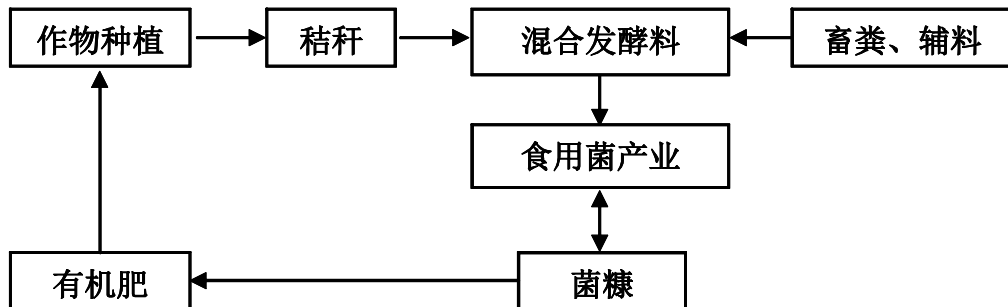 作物种植
秸秆
混合发酵料
畜粪、辅料
食用菌产业
有机肥
菌糠